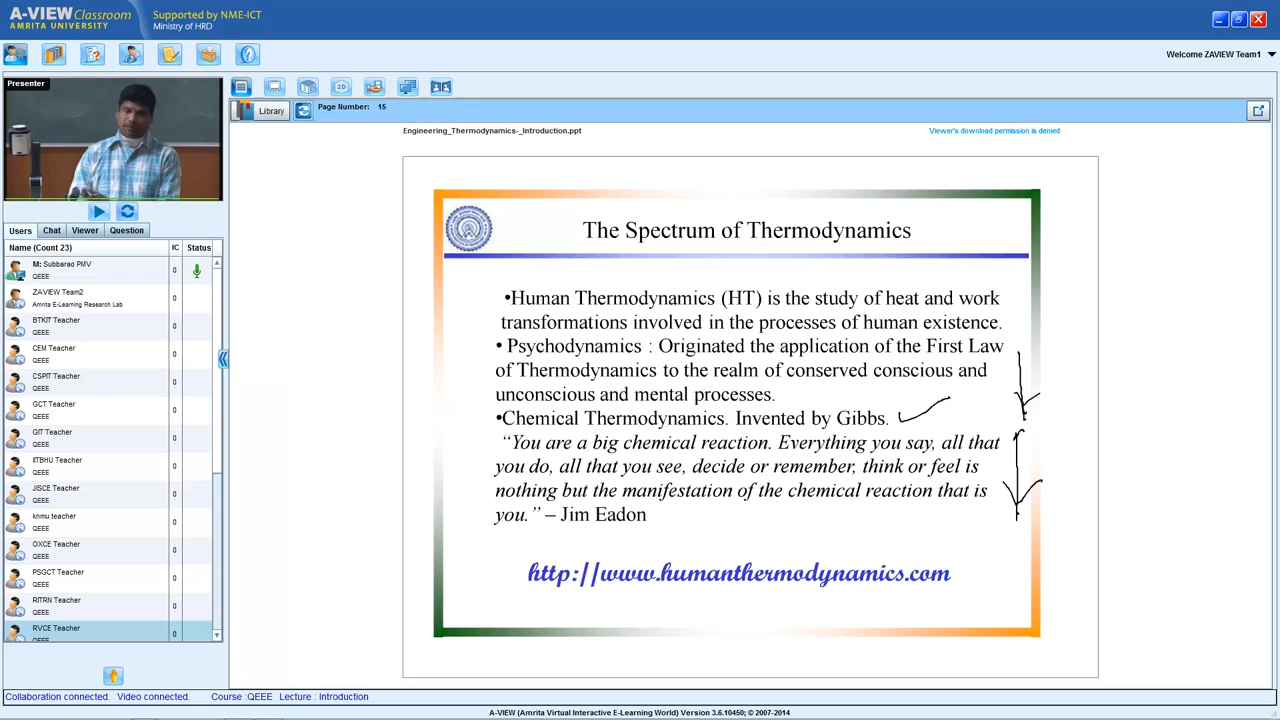 A-VIEW Classroom
AMRITA UNIVERSITY
Supported by NME-ICT
Ministry of HRD
Welcome ZAVIEW Team1
Presenter
Library
Page Number: 15
Engineering_Thermodynamics-_Introduction.ppt
Viewer's download permission is denied
The Spectrum of Thermodynamics
•Human Thermodynamics (HT) is the study of heat and work
transformations involved in the processes of human existence.
• Psychodynamics : Originated the application of the First Law
of Thermodynamics to the realm of conserved conscious and
unconscious and mental processes.
•Chemical Thermodynamics. Invented by Gibbs.
“You are a big chemical reaction. Everything you say, all that
you do, all that you see, decide or remember, think or feel is
nothing but the manifestation of the chemical reaction that is
you.” – Jim Eadon
http://www.humanthermodynamics.com
Users Chat Viewer Question
Name (Count 23) IC Status
M: Subbarao PMV
QEEE 0
ZAVIEW Team2
Amrita E-Learning Research Lab 0
BTKIT Teacher
QEEE 0
CEM Teacher
QEEE 0
CSPIT Teacher
QEEE 0
GCT Teacher
QEEE 0
GIT Teacher
QEEE 0
IITBHU Teacher
QEEE 0
JISCE Teacher
QEEE 0
knmu teacher
QEEE 0
OXCE Teacher
QEEE 0
PSGCT Teacher
QEEE 0
RITRN Teacher
QEEE 0
RVCE Teacher
QEEE 0
Collaboration connected. Video connected. Course :QEEE Lecture : Introduction
A-VIEW (Amrita Virtual Interactive E-Learning World) Version 3.6.10450; © 2007-2014